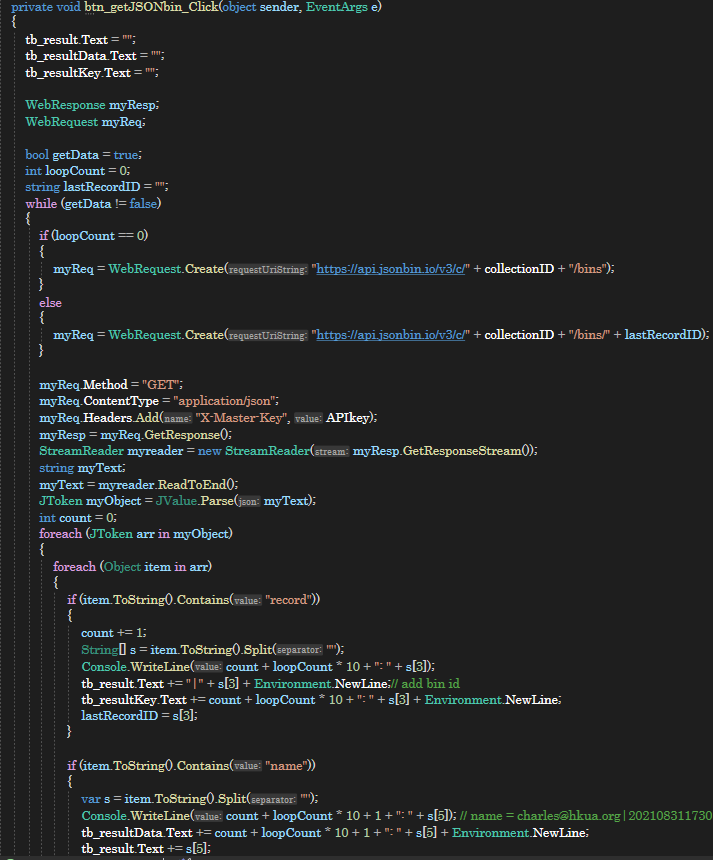 private void btn_getJSONbin_Click(object sender, EventArgs e)
{
tb_result.Text = "";
tb_resultData.Text = "";
tb_resultKey.Text = "";
WebResponse myResp;
WebRequest myReq;
bool getData = true;
int loopCount = 0;
string lastRecordID = "";
while (getData != false)
{
if (loopCount == 0)
{
myReq = WebRequest.Create(requestUriString: "https://api.jsonbin.io/v3/c/" + collectionID + "/bins");
}
else
{
myReq = WebRequest.Create(requestUriString: "https://api.jsonbin.io/v3/c/" + collectionID + "/bins/" + lastRecordID);
}
myReq.Method = "GET";
myReq.ContentType = "application/json";
myReq.Headers.Add(name: "X-Master-Key", value: APIkey);
myResp = myReq.GetResponse();
StreamReader myreader = new StreamReader(stream: myResp.GetResponseStream());
string myText;
myText = myreader.ReadToEnd();
JToken myObject = JValue.Parse(json: myText);
int count = 0;
foreach (JToken arr in myObject)
{
foreach (Object item in arr)
{
if (item.ToString().Contains(value: "record"))
{
count += 1;
String[] s = item.ToString().Split(separator: '"');
Console.WriteLine(value: count + loopCount * 10 + ": " + s[3]);
tb_result.Text += " | " + s[3] + Environment.NewLine;// add bin id
tb_resultKey.Text += count + loopCount * 10 + ": " + s[3] + Environment.NewLine;
lastRecordID = s[3];
}
if (item.ToString().Contains(value: "name"))
{
var s = item.ToString().Split(separator: '"');
Console.WriteLine(value: count + loopCount * 10 + 1 + ": " + s[5]); // name = charles@hkua.org|202108311730
tb_resultData.Text += count + loopCount * 10 + 1 + ": " + s[5] + Environment.NewLine;
tb_result.Text += s[5];